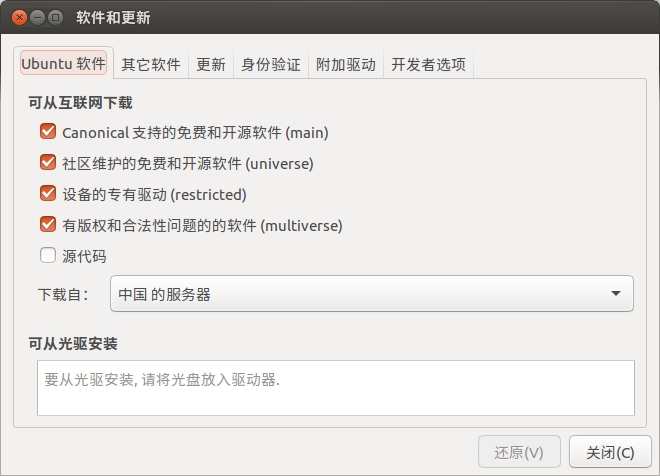 软件和更新
Ubuntu 软件 其它软件 更新 身份验证 附加驱动 开发者选项
可从互联网下载
Canonical 支持的免费和开源软件 (main)
社区维护的免费和开源软件 (universe)
设备的专有驱动 (restricted)
有版权和合法性问题的的软件 (multiverse)
源代码
下载自： 中国 的服务器
可从光驱安装
要从光驱安装, 请将光盘放入驱动器.
还原(V) 关闭(C)